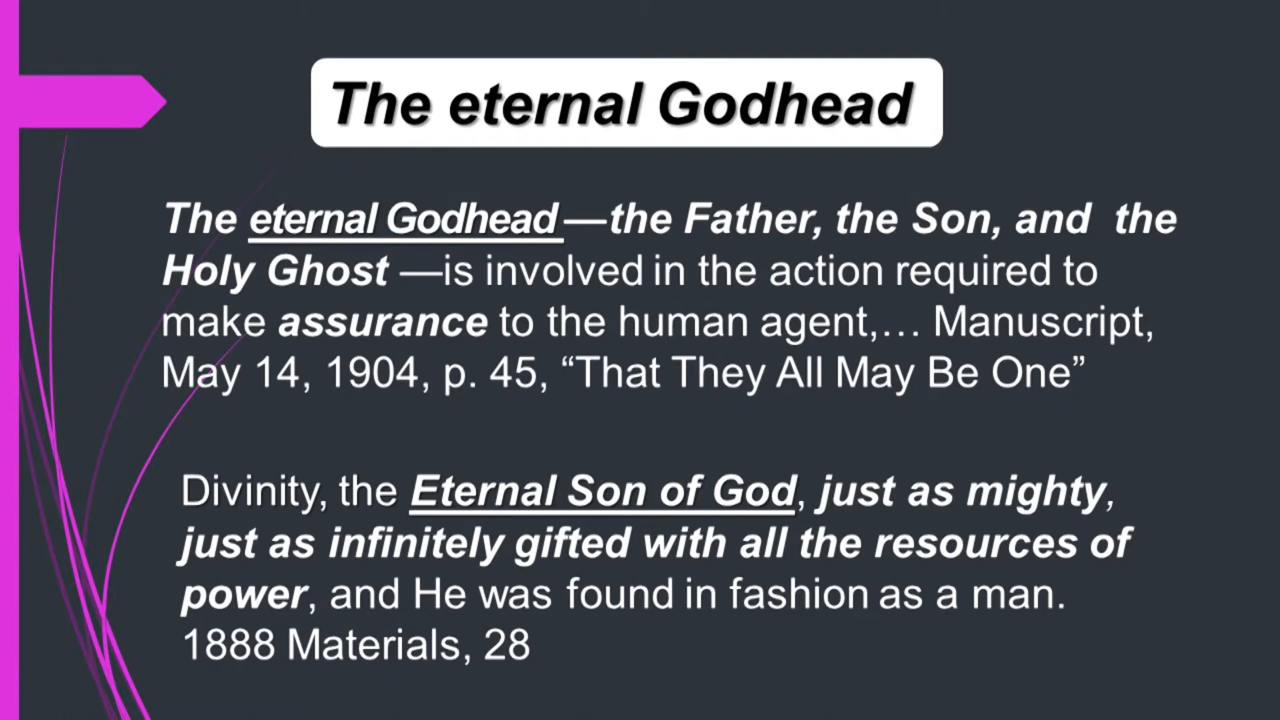 The eternal Godhead
The eternal Godhead—the Father, the Son, and the
Holy Ghost —is involved in the action required to
make assurance to the human agent,… Manuscript,
May 14, 1904, p. 45, “That They All May Be One”
Divinity, the Eternal Son of God, just as mighty,
just as infinitely gifted with all the resources of
power, and He was found in fashion as a man.
1888 Materials, 28